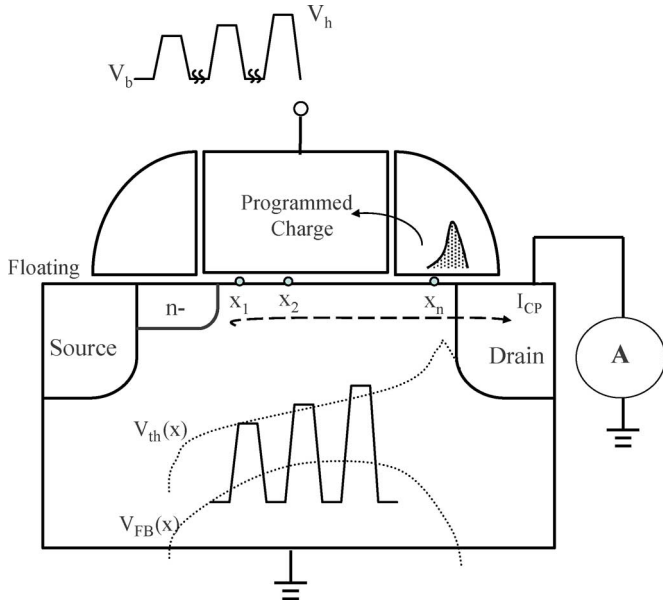 V_h
V_b
Programmed
Charge
Floating
n-
x_1
x_2
x_n
I_CP
Source
Drain
A
V_th(x)
V_FB(x)